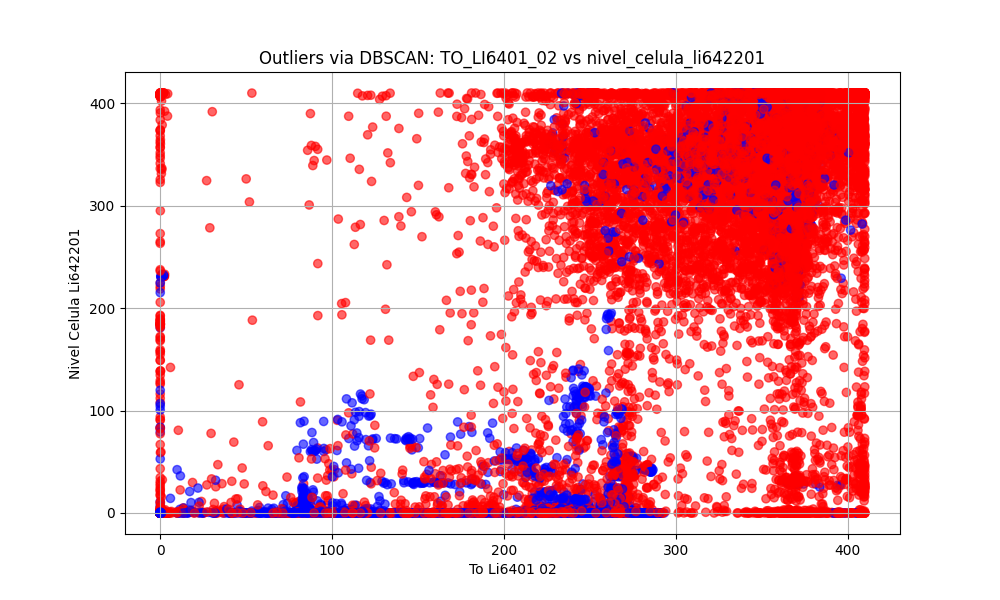 Outliers via DBSCAN: TO_LI6401_02 vs nivel_celula_li642201
400
300
200
100
0
Nivel Celula Li642201
0 100 200 300 400
To Li6401 02